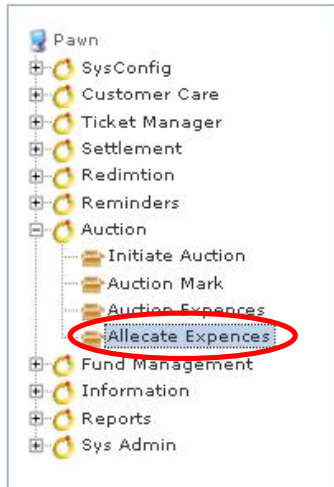 Pawn
SysConfig
Customer Care
Ticket Manager
Settlement
Redimtion
Reminders
Auction
Initiate Auction
Auction Mark
Auction Expences
Allecate Expences
Fund Management
Information
Reports
Sys Admin